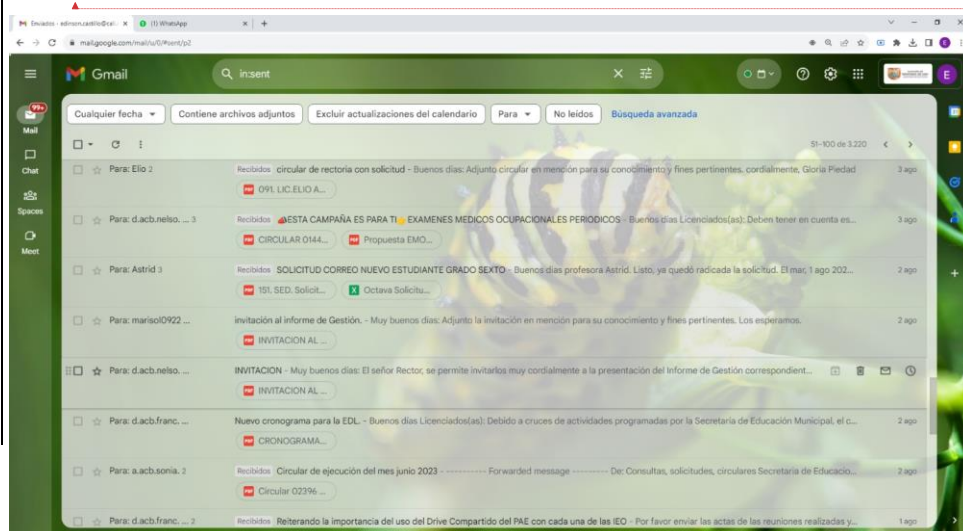 Enviados - edinson.castillo@cali.
(1) WhatsApp
mail.google.com/mail/u/0/#sent/p2
Gmail
in:sent
E
99+
Mail
Chat
Spaces
Meet
Cualquier fecha
Contiene archivos adjuntos
Excluir actualizaciones del calendario
Para
No leídos
Búsqueda avanzada
51–100 de 3.220
Para: Elio 2 Recibidos circular de rectoria con solicitud - Buenos días: Adjunto circular en mención para su conocimiento y fines pertinentes. cordialmente, Gloria Piedad 3 ago
PDF 091. LIC.ELIO A...
Para: d.acb.nelso. ... 3 Recibidos ESTA CAMPAÑA ES PARA TI EXAMENES MEDICOS OCUPACIONALES PERIODICOS - Buenos días Licenciados(as): Deben tener en cuenta es... 3 ago
PDF CIRCULAR 0144... PDF Propuesta EMO...
Para: Astrid 3 Recibidos SOLICITUD CORREO NUEVO ESTUDIANTE GRADO SEXTO - Buenos días profesora Astrid. Listo, ya quedó radicada la solicitud. El mar, 1 ago 202... 2 ago
PDF 151. SED. Solicit... X Octava Solicitu...
Para: marisol0922 ... invitación al informe de Gestión. - Muy buenos días: Adjunto la invitación en mención para su conocimiento y fines pertinentes. Los esperamos. 2 ago
PDF INVITACION AL ...
Para: d.acb.nelso. ... INVITACION - Muy buenos días: El señor Rector, se permite invitarlos muy cordialmente a la presentación del Informe de Gestión correspondient...
PDF INVITACION AL ...
Para: d.acb.franc. ... Nuevo cronograma para la EDL. - Buenos días Licenciados(as): Debido a cruces de actividades programadas por la Secretaría de Educación Municipal, el c... 2 ago
PDF CRONOGRAMA...
Para: a.acb.sonia. 2 Recibidos Circular de ejecución del mes junio 2023 - ---------- Forwarded message --------- De: Consultas, solicitudes, circulares Secretaria de Educacio... 2 ago
PDF Circular 02396 ...
Para: d.acb.franc. ... 2 Recibidos Reiterando la importancia del uso del Drive Compartido del PAE con cada una de las IEO - Por favor enviar las actas de las reuniones realizadas y... 1 ago